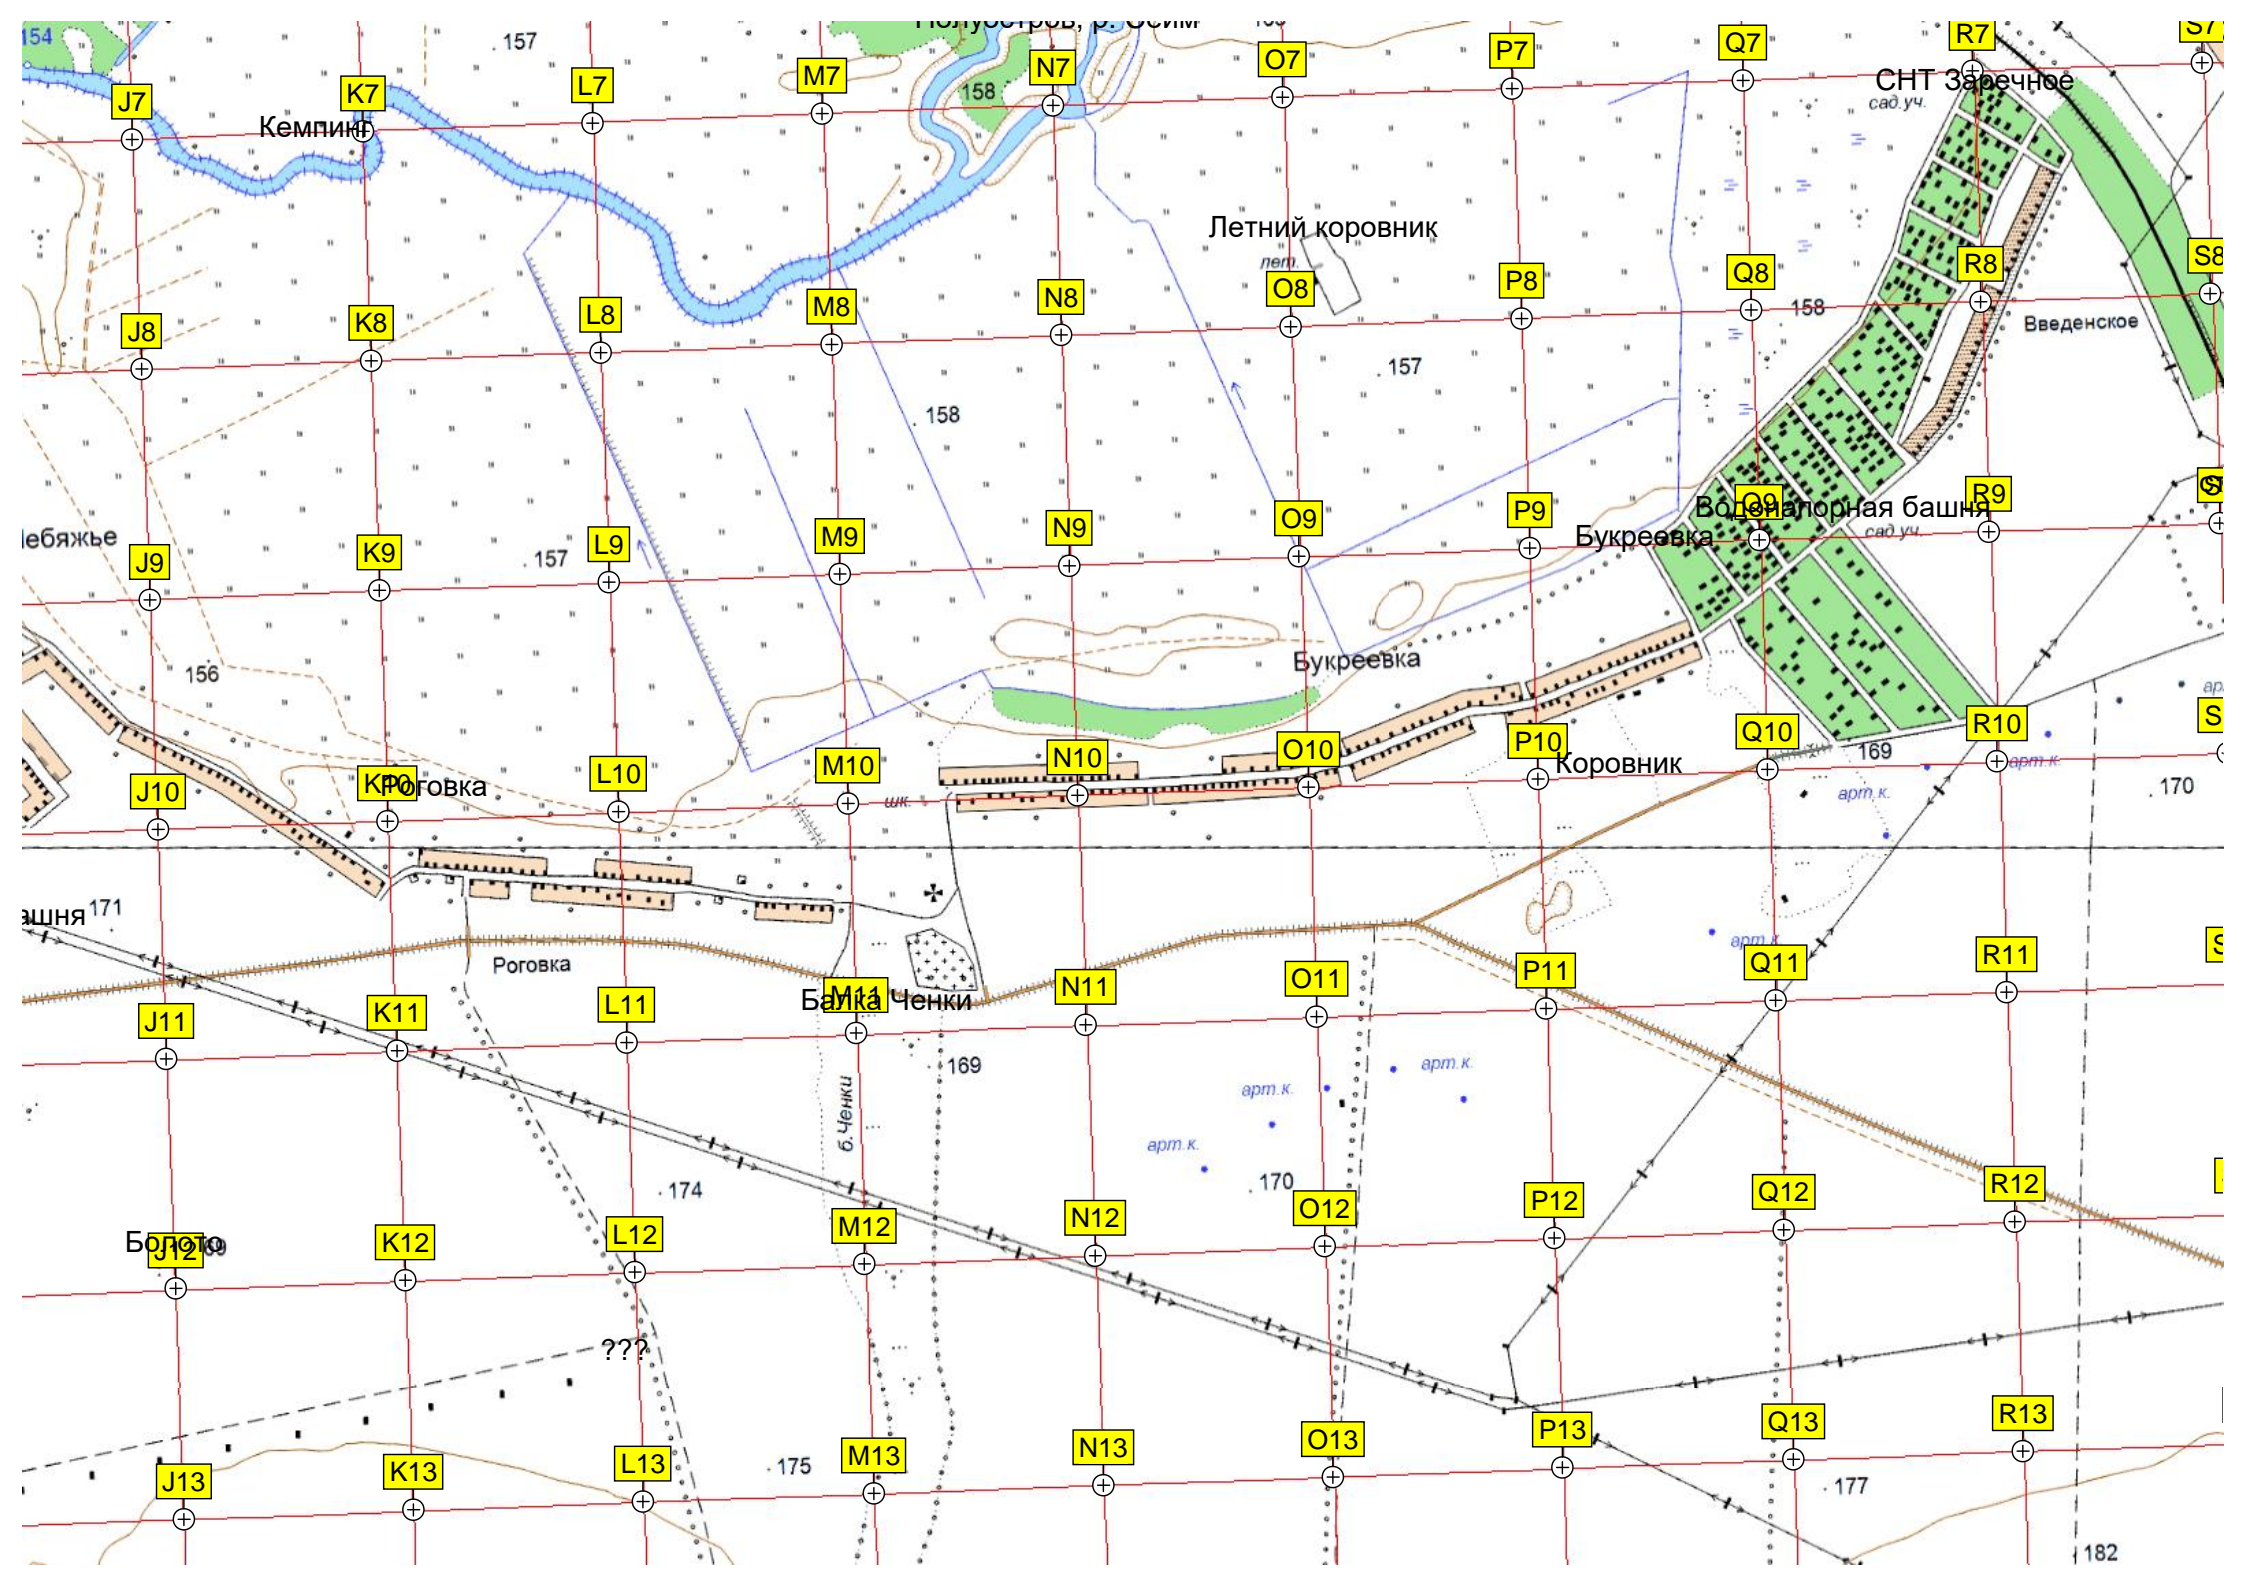 Полуостров, р. Сейм
154
157
J7
K7
L7
M7
N7
O7
P7
Q7
R7
S7
158
Кемпинг
СНТ Заречное
сад.уч.
Летний коровник
лет.
J8
K8
L8
M8
N8
O8
P8
Q8
R8
S8
158
Введенское
157
158
J9
K9
L9
M9
N9
O9
P9
Q9
R9
Водонапорная башня
Букреевка
сад.уч.
157
156
Букреевка
J10
K10
L10
M10
N10
O10
P10
Q10
R10
Роговка
Коровник
169
арт.к.
арт.к.
170
шк.
171
Роговка
арт.к.
J11
K11
L11
M11
N11
O11
P11
Q11
R11
Балка Ченки
169
б.Ченки
арт.к.
арт.к.
арт.к.
174
170
J12
K12
L12
M12
N12
O12
P12
Q12
R12
Болото
???
J13
K13
L13
M13
N13
O13
P13
Q13
R13
175
177
182